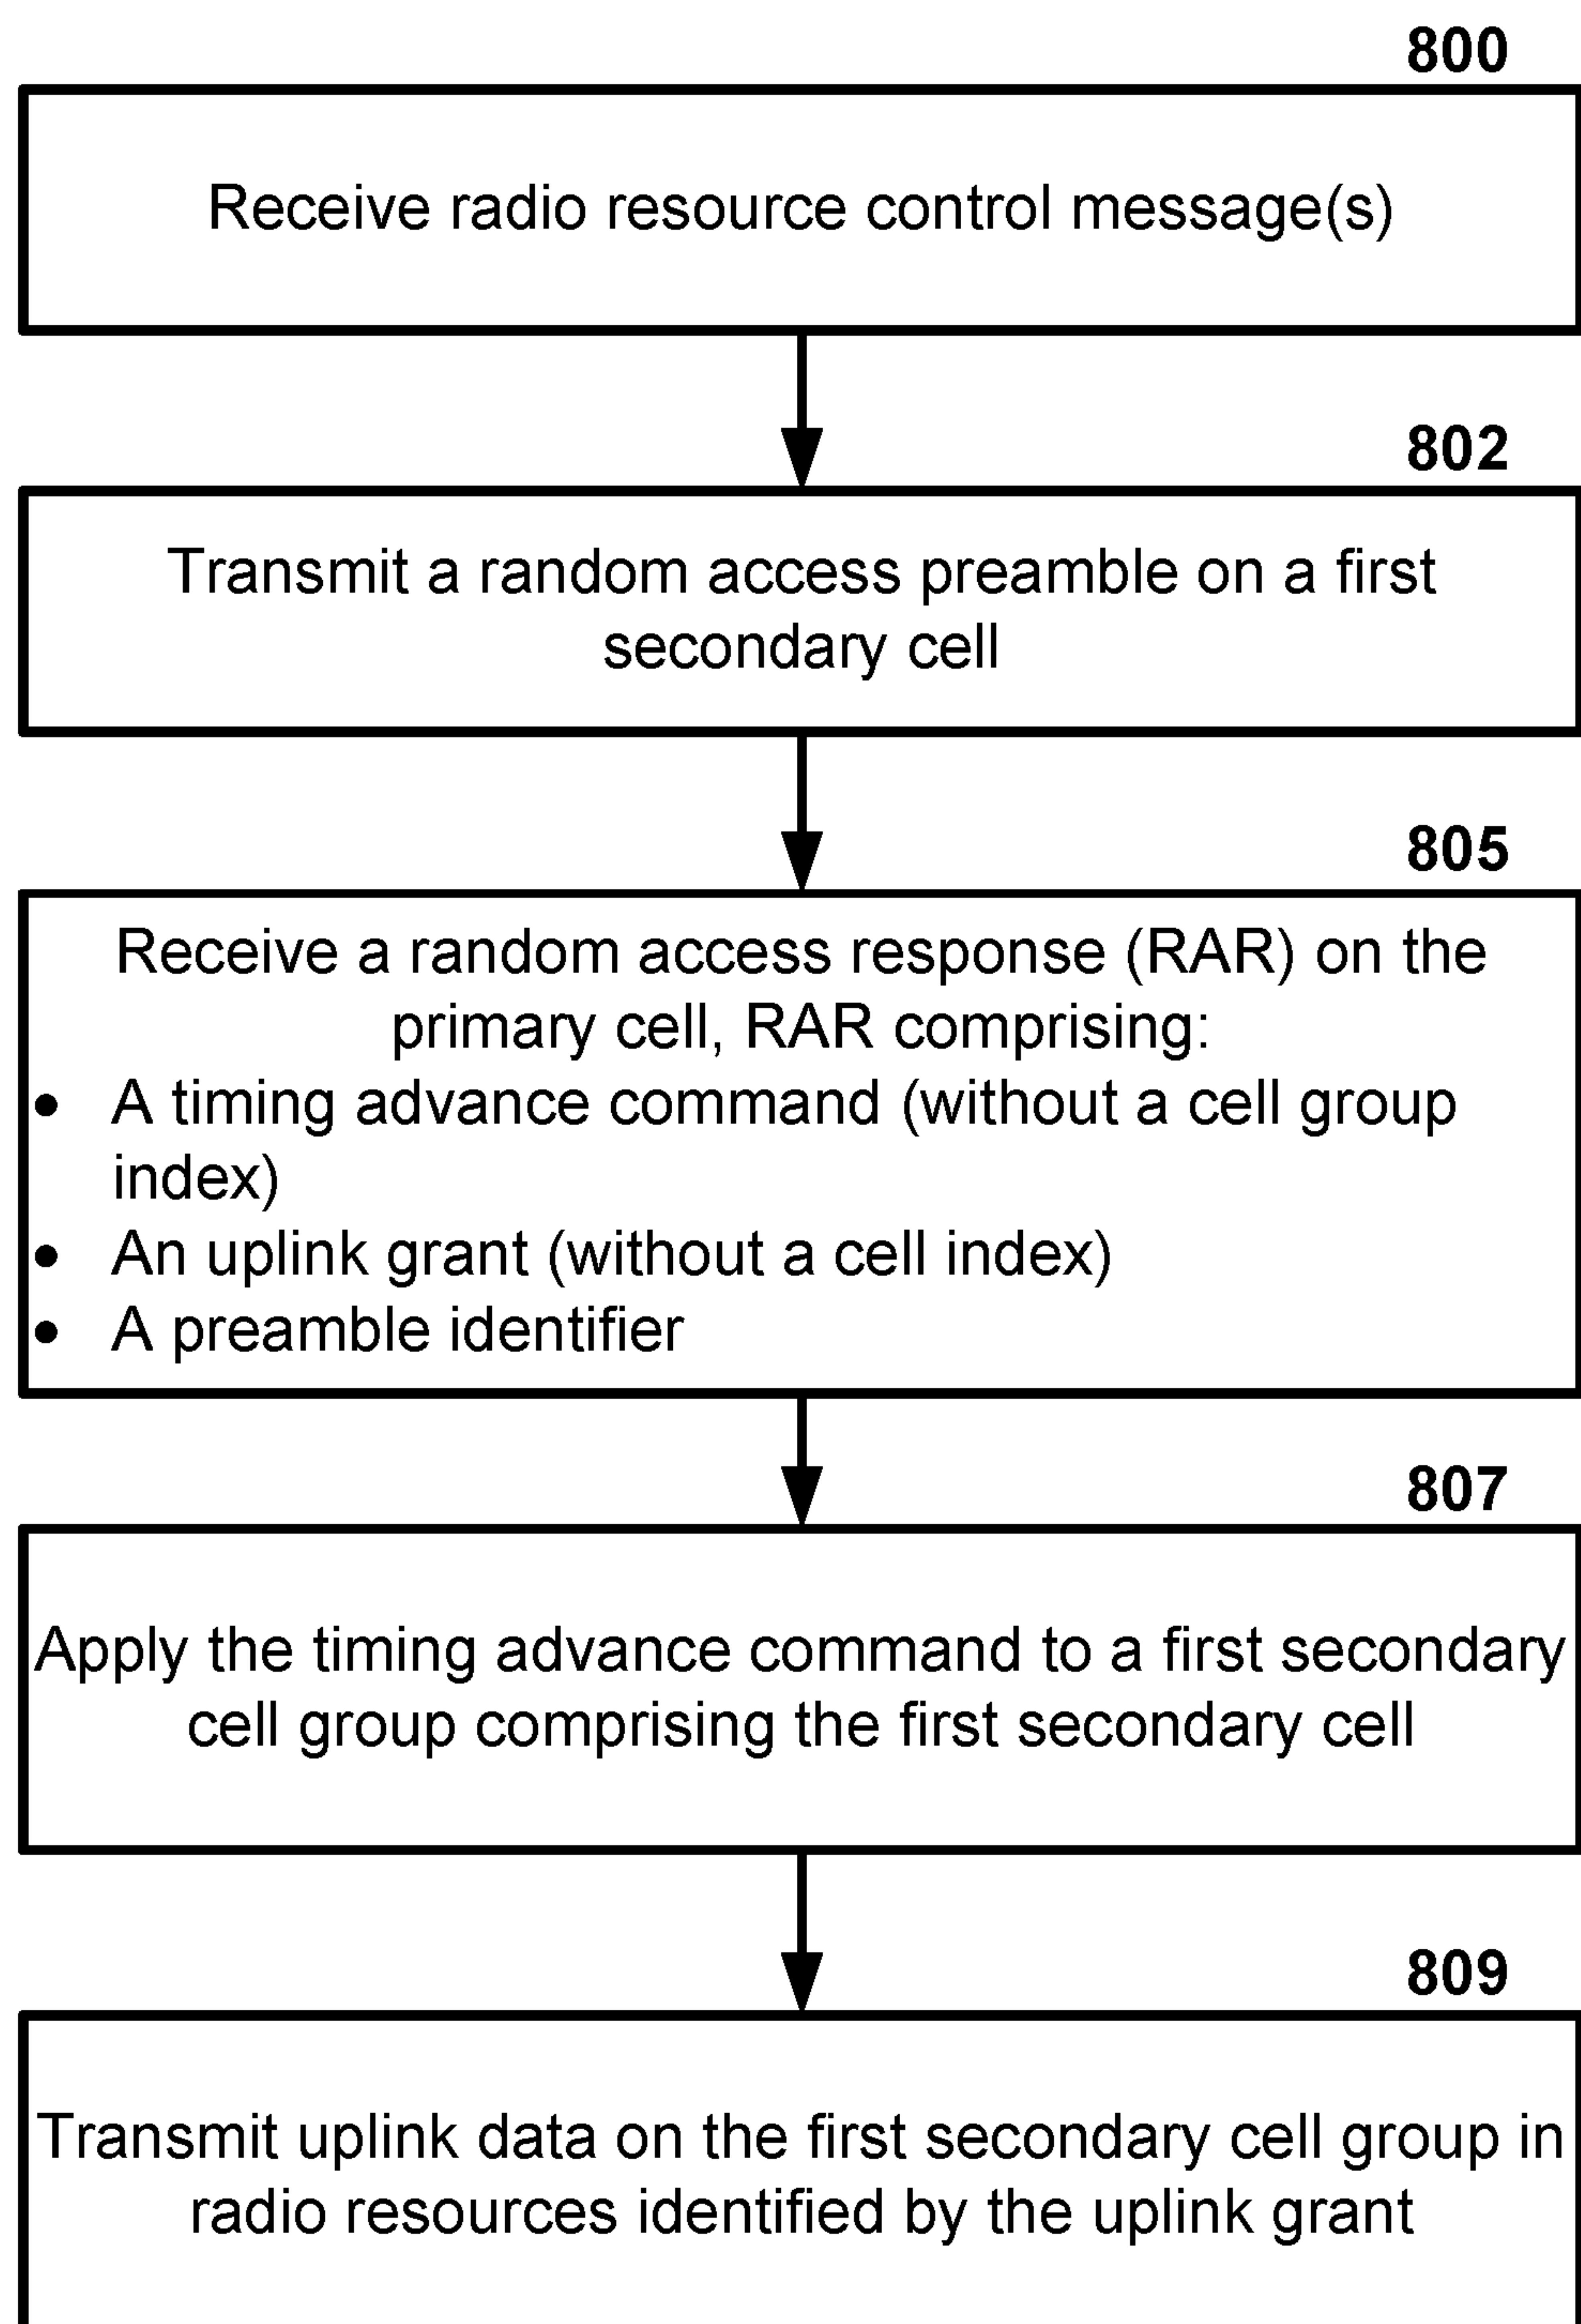 800
Receive radio resource control message(s)
802
Transmit a random access preamble on a first
secondary cell
805
Receive a random access response (RAR) on the
primary cell, RAR comprising:
• A timing advance command (without a cell group
index)
• An uplink grant (without a cell index)
• A preamble identifier
807
Apply the timing advance command to a first secondary
cell group comprising the first secondary cell
809
Transmit uplink data on the first secondary cell group in
radio resources identified by the uplink grant